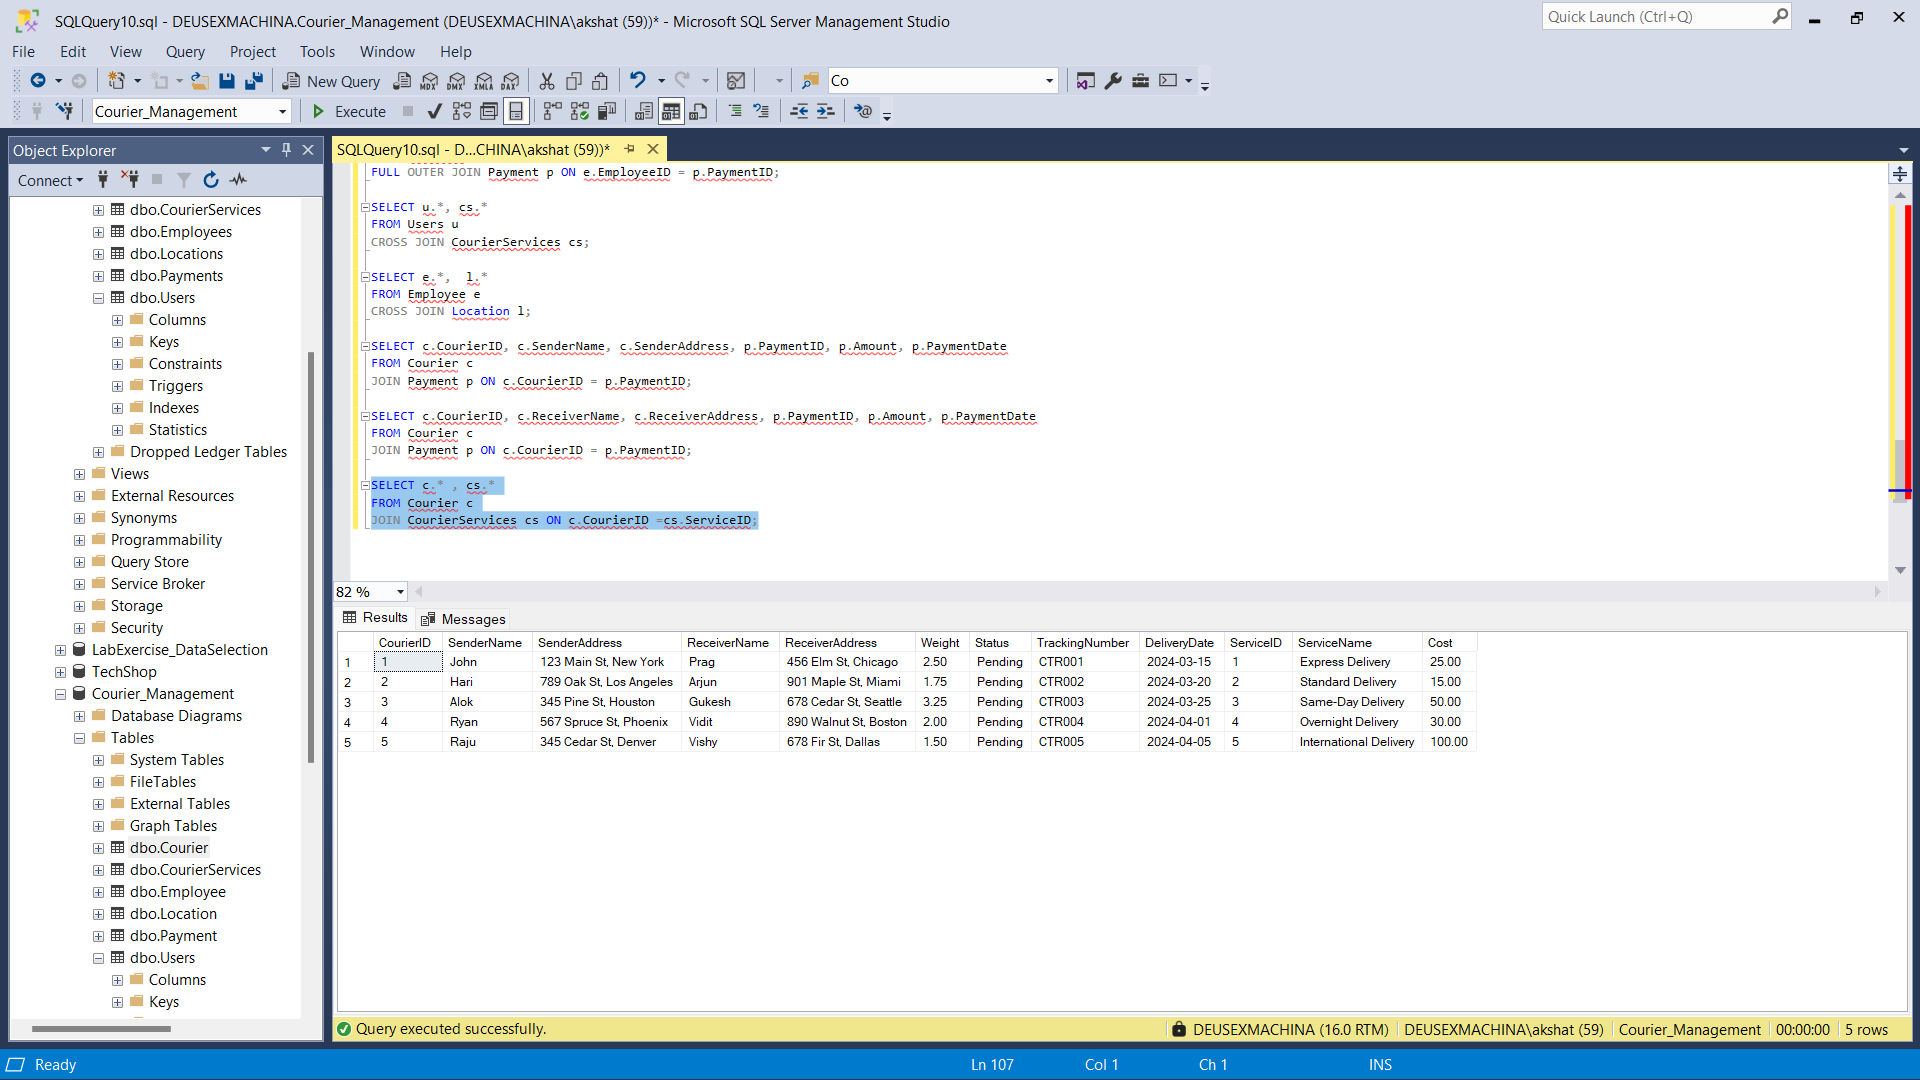 SQLQuery10.sql - DEUSEXMACHINA.Courier_Management (DEUSEXMACHINA\akshat (59))* - Microsoft SQL Server Management Studio
Quick Launch (Ctrl+Q)
File Edit View Query Project Tools Window Help
New Query MDX DMX XMLA DAX Co
Courier_Management Execute
Object Explorer
Connect
dbo.CourierServices
dbo.Employees
dbo.Locations
dbo.Payments
dbo.Users
Columns
Keys
Constraints
Triggers
Indexes
Statistics
Dropped Ledger Tables
Views
External Resources
Synonyms
Programmability
Query Store
Service Broker
Storage
Security
LabExercise_DataSelection
TechShop
Courier_Management
Database Diagrams
Tables
System Tables
FileTables
External Tables
Graph Tables
dbo.Courier
dbo.CourierServices
dbo.Employee
dbo.Location
dbo.Payment
dbo.Users
Columns
Keys
SQLQuery10.sql - D...CHINA\akshat (59))*
FULL OUTER JOIN Payment p ON e.EmployeeID = p.PaymentID;
SELECT u.*, cs.*
FROM Users u
CROSS JOIN CourierServices cs;
SELECT e.*,  l.*
FROM Employee e
CROSS JOIN Location l;
SELECT c.CourierID, c.SenderName, c.SenderAddress, p.PaymentID, p.Amount, p.PaymentDate
FROM Courier c
JOIN Payment p ON c.CourierID = p.PaymentID;
SELECT c.CourierID, c.ReceiverName, c.ReceiverAddress, p.PaymentID, p.Amount, p.PaymentDate
FROM Courier c
JOIN Payment p ON c.CourierID = p.PaymentID;
SELECT c.* , cs.*
FROM Courier c
JOIN CourierServices cs ON c.CourierID =cs.ServiceID;
82 %
Results Messages
CourierID SenderName SenderAddress ReceiverName ReceiverAddress Weight Status TrackingNumber DeliveryDate ServiceID ServiceName Cost
1 1 John 123 Main St, New York Prag 456 Elm St, Chicago 2.50 Pending CTR001 2024-03-15 1 Express Delivery 25.00
2 2 Hari 789 Oak St, Los Angeles Arjun 901 Maple St, Miami 1.75 Pending CTR002 2024-03-20 2 Standard Delivery 15.00
3 3 Alok 345 Pine St, Houston Gukesh 678 Cedar St, Seattle 3.25 Pending CTR003 2024-03-25 3 Same-Day Delivery 50.00
4 4 Ryan 567 Spruce St, Phoenix Vidit 890 Walnut St, Boston 2.00 Pending CTR004 2024-04-01 4 Overnight Delivery 30.00
5 5 Raju 345 Cedar St, Denver Vishy 678 Fir St, Dallas 1.50 Pending CTR005 2024-04-05 5 International Delivery 100.00
Query executed successfully. DEUSEXMACHINA (16.0 RTM) DEUSEXMACHINA\akshat (59) Courier_Management 00:00:00 5 rows
Ready Ln 107 Col 1 Ch 1 INS